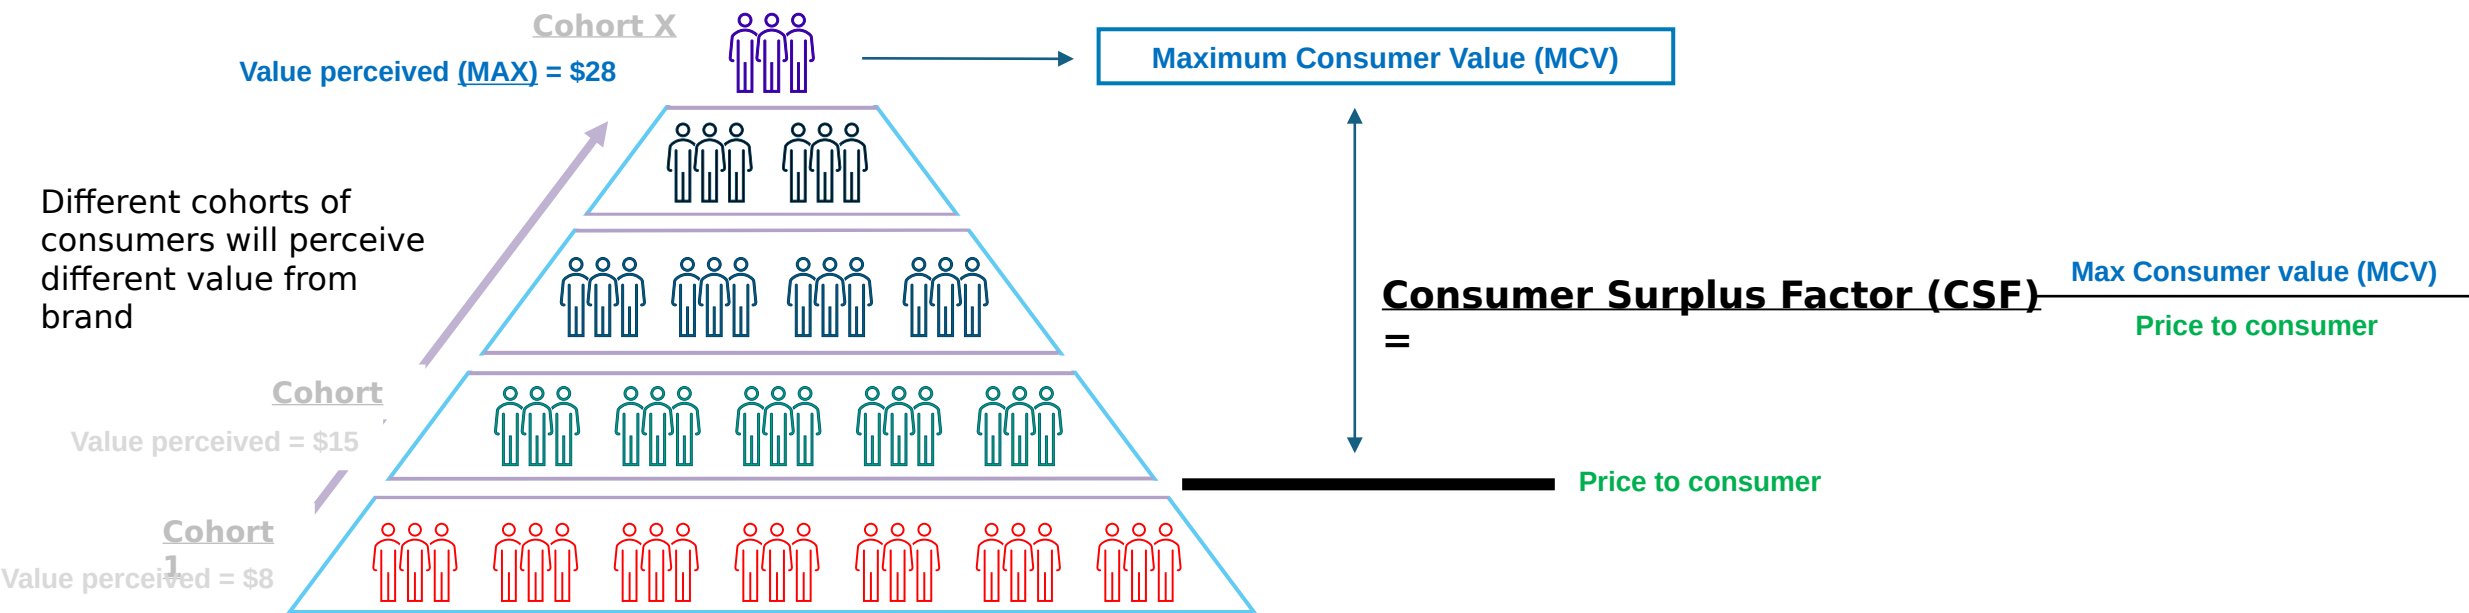 Cohort X
Value perceived (MAX) = $28
Maximum Consumer Value (MCV)
Different cohorts of
consumers will perceive
different value from
brand
Consumer Surplus Factor (CSF)
=
Max Consumer value (MCV)
Price to consumer
Cohort
Value perceived = $15
Price to consumer
Cohort
1
Value perceived = $8